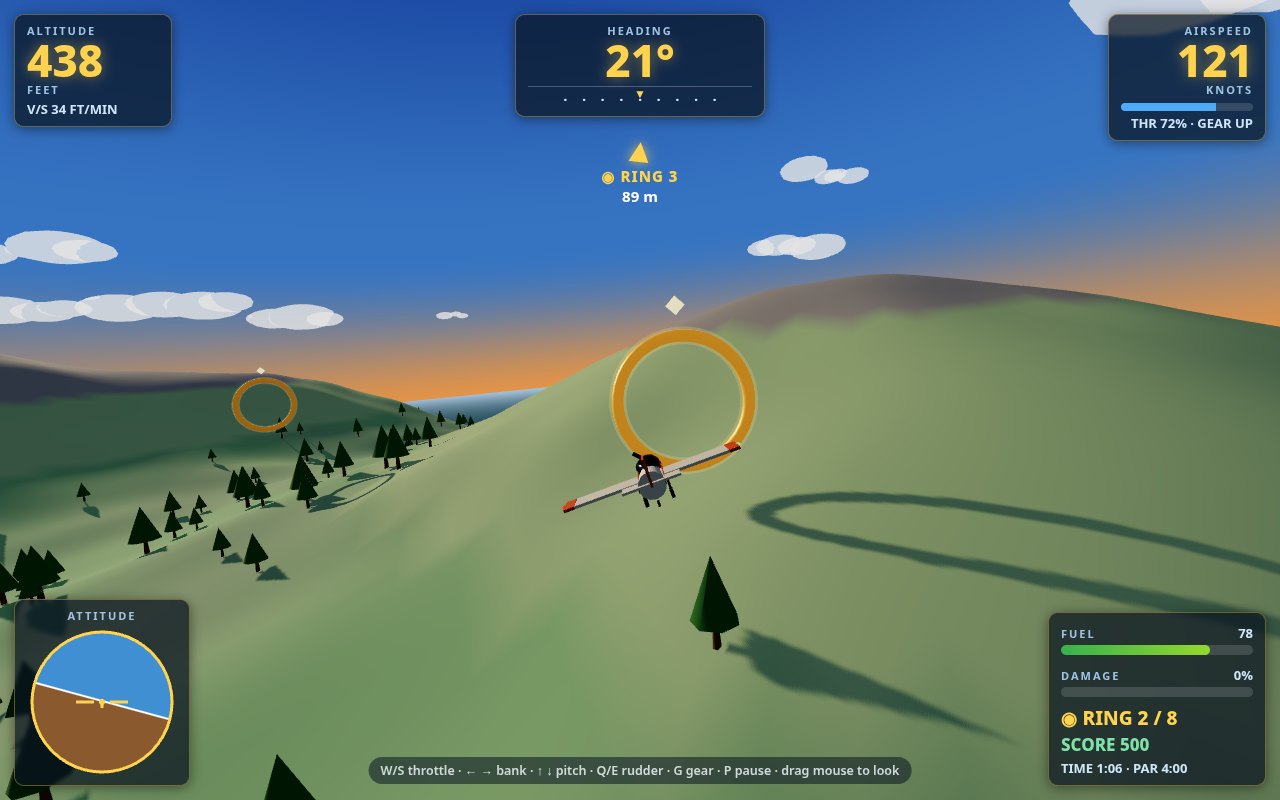 ALTITUDE
438
FEET
V/S 34 FT/MIN
HEADING
21°
AIRSPEED
121
KNOTS
THR 72% · GEAR UP
◉ RING 3
89 m
ATTITUDE
FUEL 78
DAMAGE 0%
◉ RING 2 / 8
SCORE 500
TIME 1:06 · PAR 4:00
W/S throttle · ← → bank · ↑ ↓ pitch · Q/E rudder · G gear · P pause · drag mouse to look